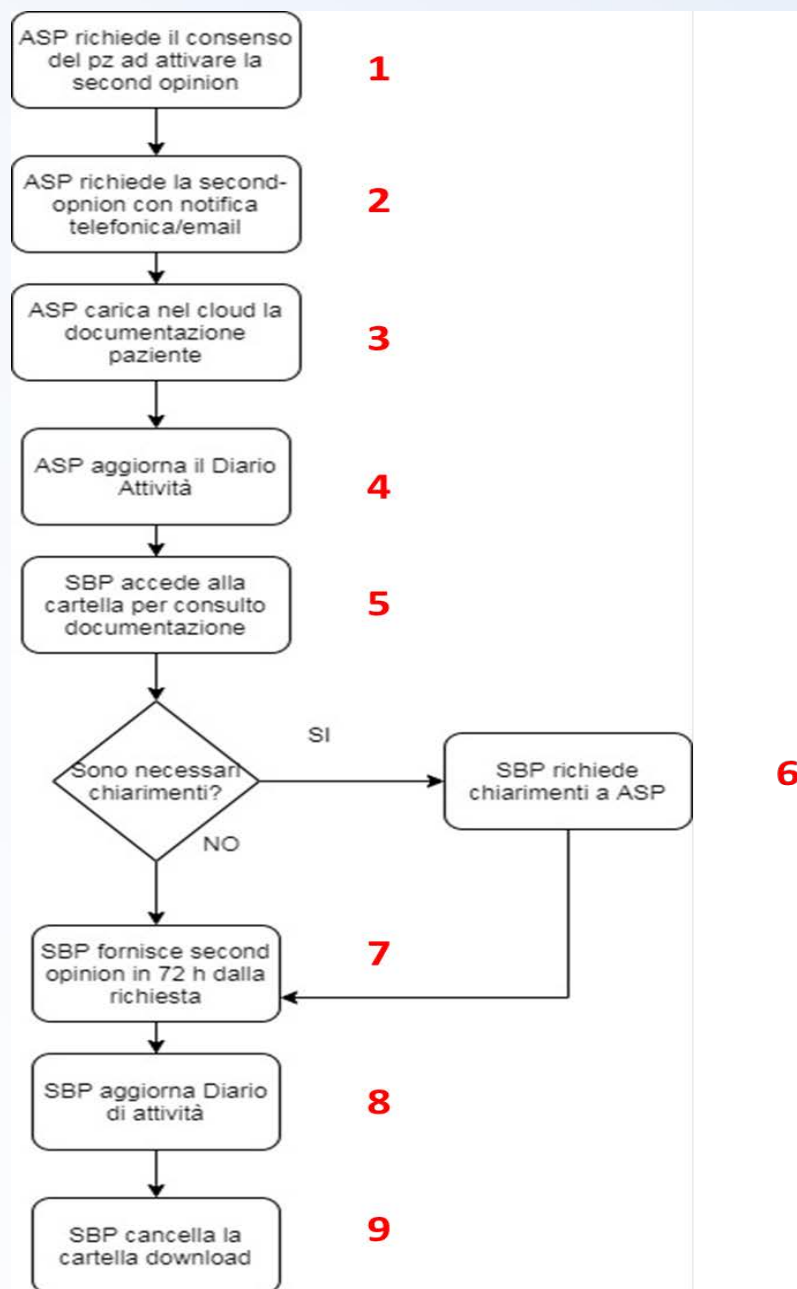 ASP richiede il consenso
del pz ad attivare la
second opinion
1
ASP richiede la second-
opnion con notifica
telefonica/email
2
ASP carica nel cloud la
documentazione
paziente
3
ASP aggiorna il Diario
Attività
4
SBP accede alla
cartella per consulto
documentazione
5
Sono necessari
chiarimenti?
SI
NO
SBP richiede
chiarimenti a ASP
6
SBP fornisce second
opinion in 72 h dalla
richiesta
7
SBP aggiorna Diario
di attività
8
SBP cancella la
cartella download
9